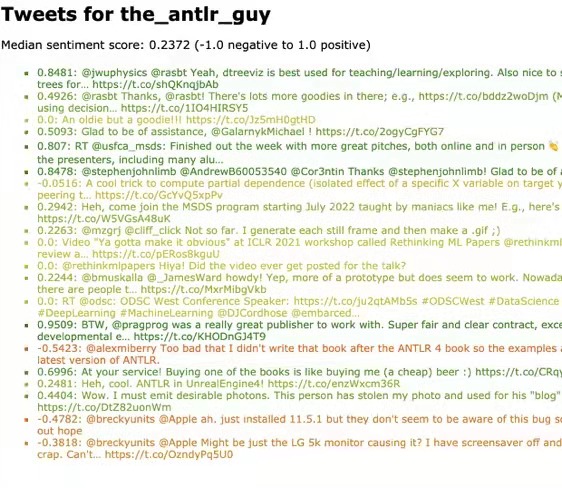 Tweets for the_antlr_guy
Median sentiment score: 0.2372 (-1.0 negative to 1.0 positive)
0.8481: @jwuphysics @rasbt Yeah, dtreeviz is best used for teaching/learning/exploring. Also nice to s
trees for... https://t.co/shQKnqjbAb
0.4926: @rasbt Thanks, @rasbt! There's lots more goodies in there; e.g., https://t.co/bddz2woDjm (M
using decision... https://t.co/1IO4HIRSY5
0.0: An oldie but a goodie!!! https://t.co/Jz5mH0gtHD
0.5093: Glad to be of assistance, @GalarnykMichael ! https://t.co/2ogyCgFYG7
0.807: RT @usfca_msds: Finished out the week with more great pitches, both online and in person 👏
the presenters, including many alu...
0.8478: @stephenjohnlimb @AndrewB60053540 @Cor3ntin Thanks @stephenjohnlimb! Glad to be of a
-0.0516: A cool trick to compute partial dependence (isolated effect of a specific X variable on target y
peering t... https://t.co/GcYvQ5xpPv
0.2942: Heh, come join the MSDS program starting July 2022 taught by maniacs like me! E.g., here's
https://t.co/W5VGsA48uK
0.2263: @mzgrj @cliff_click Not so far. I generate each still frame and then make a .gif ;)
0.0: Video "Ya gotta make it obvious" at ICLR 2021 workshop called Rethinking ML Papers @rethinkml
review a... https://t.co/pERos8kguU
0.0: @rethinkmlpapers Hiya! Did the video ever get posted for the talk?
0.2244: @bmuskalla @_JamesWard howdy! Yep, more of a prototype but does seem to work. Nowada
there are people t... https://t.co/MxrMibgVkb
0.0: RT @odsc: ODSC West Conference Speaker: https://t.co/ju2qtAMbSs #ODSCWest #DataScience
#DeepLearning #MachineLearning @DJCordhose @embarced...
0.9509: BTW, @pragprog was a really great publisher to work with. Super fair and clear contract, exce
developmental e... https://t.co/KHODnGJ4T9
-0.5423: @alexmiberry Too bad that I didn't write that book after the ANTLR 4 book so the examples a
latest version of ANTLR.
0.6996: At your service! Buying one of the books is like buying me (a cheap) beer :) https://t.co/CRqy
0.2481: Heh, cool. ANTLR in UnrealEngine4! https://t.co/enzWxcm36R
0.4404: Wow. I must emit desirable photons. This person has stolen my photo and used for his "blog"
https://t.co/DtZ82uonWm
-0.4782: @breckyunits @Apple ah. just installed 11.5.1 but they don't seem to be aware of this bug so
out hope
-0.3818: @breckyunits @Apple Might be just the LG 5k monitor causing it? I have screensaver off and
crap. Can't... https://t.co/OzndyPq5U0